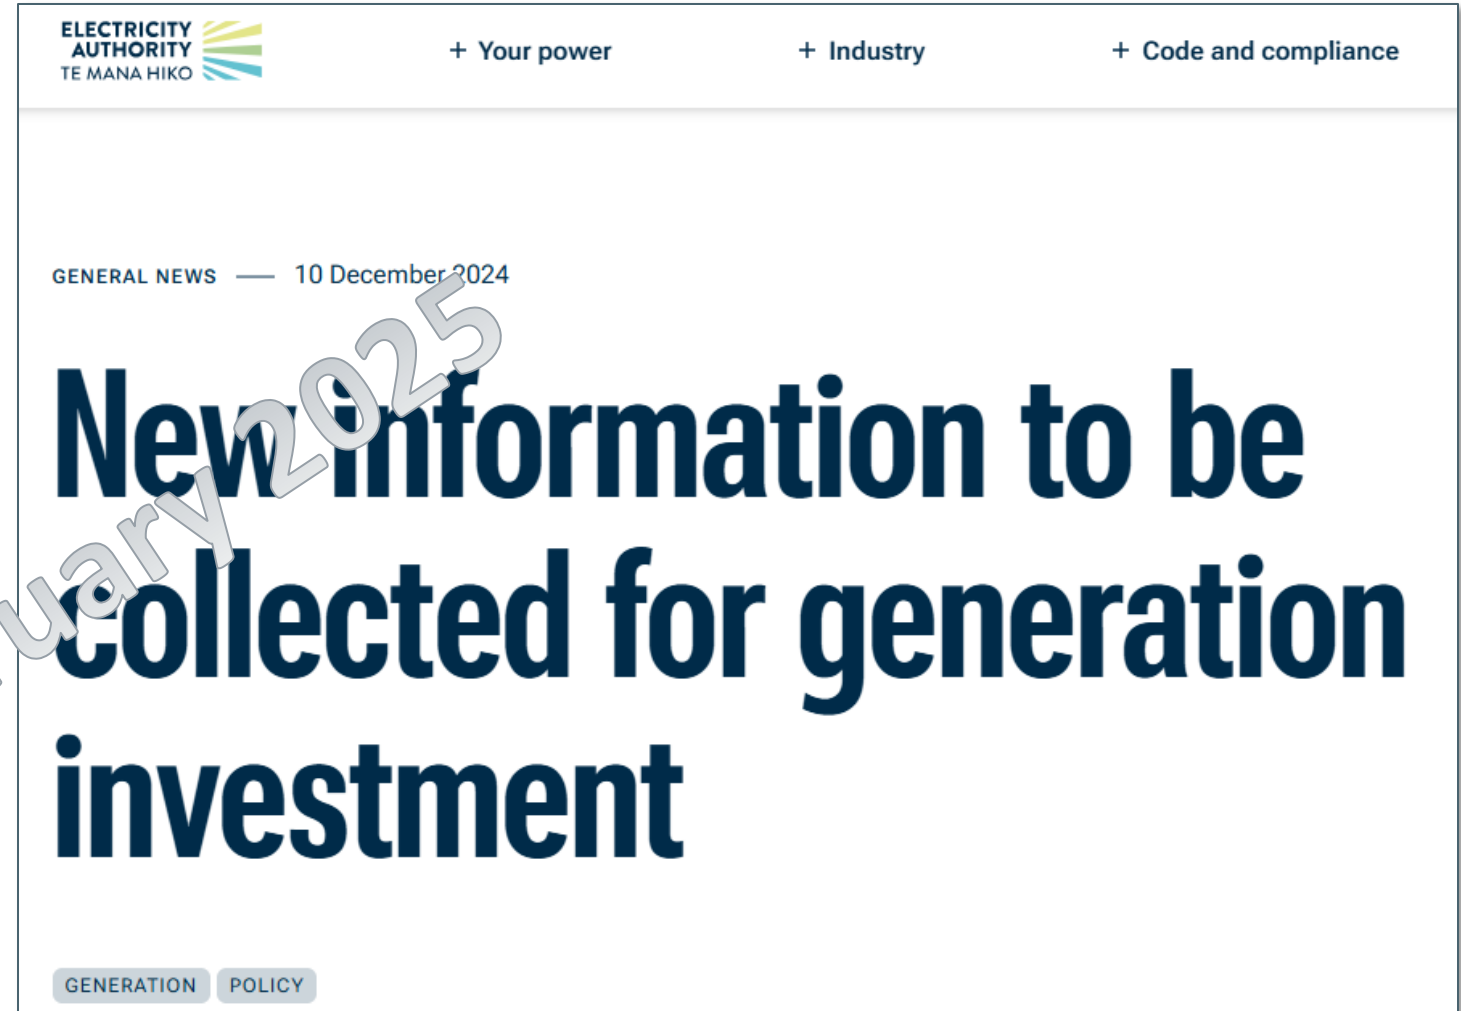 ELECTRICITY
AUTHORITY
TE MANA HIKO
+ Your power
+ Industry
+ Code and compliance
GENERAL NEWS — 10 December 2024
New information to be
collected for generation
investment
GENERATION
POLICY
2025